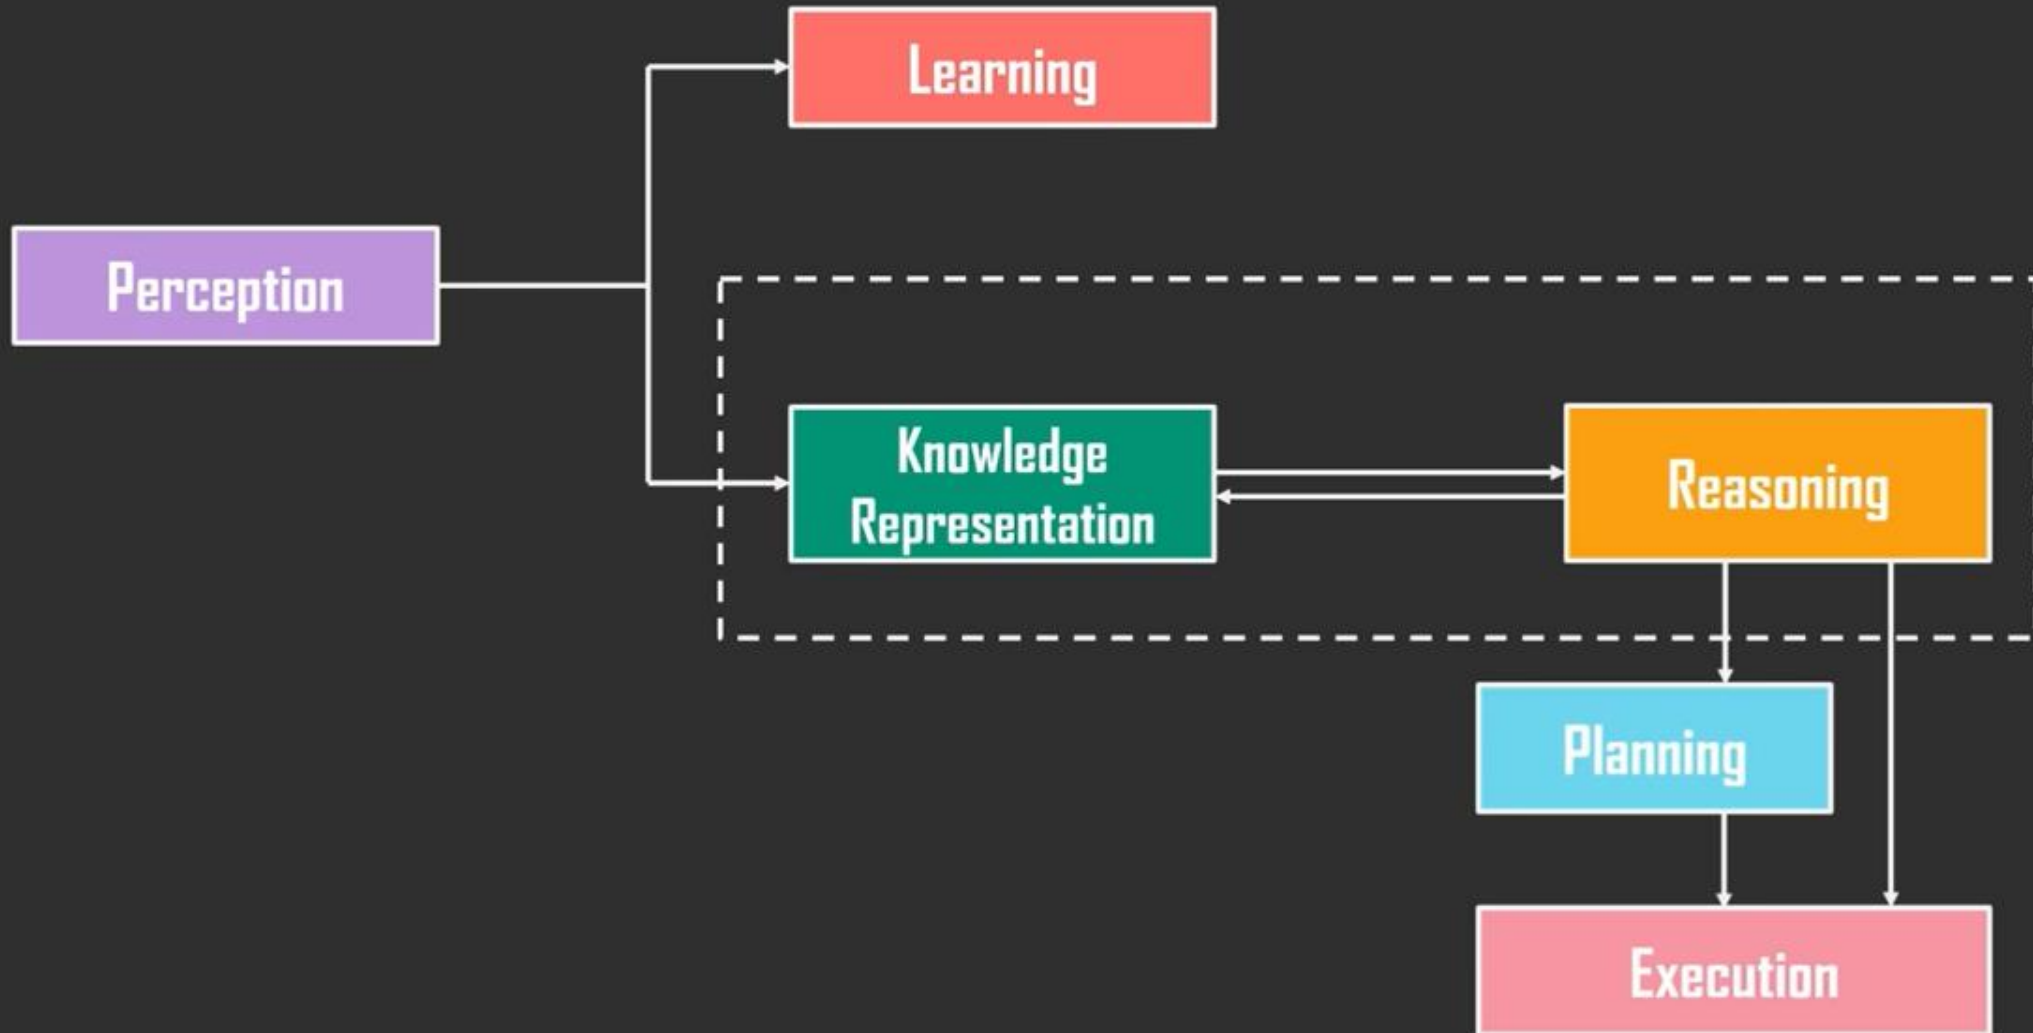 Learning
Perception
Knowledge
Representation
Reasoning
Planning
Execution